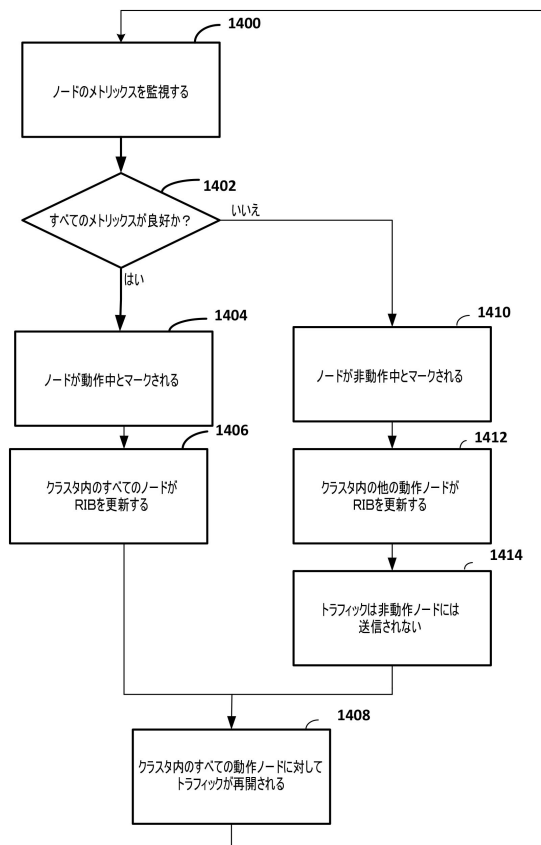 1400
ノードのメトリックスを監視する
1402
すべてのメトリックスが良好か？
いいえ
はい
1404
ノードが動作中とマークされる
1410
ノードが非動作中とマークされる
1406
クラスタ内のすべてのノードが
RIBを更新する
1412
クラスタ内の他の動作ノードが
RIBを更新する
1414
トラフィックは非動作ノードには
送信されない
1408
クラスタ内のすべての動作ノードに対して
トラフィックが再開される